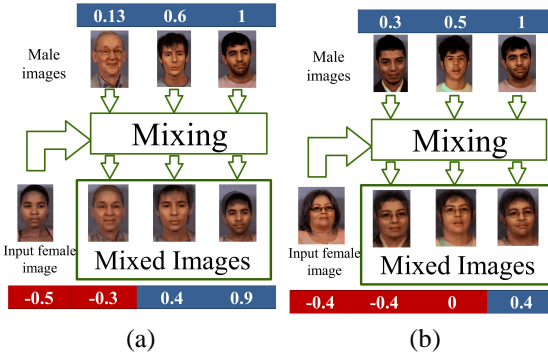 0.13 0.6 1
Male
images
Mixing
Input female
image
Mixed Images
-0.5 -0.3 0.4 0.9
(a)
0.3 0.5 1
Male
images
Mixing
Input female
image
Mixed Images
-0.4 -0.4 0 0.4
(b)